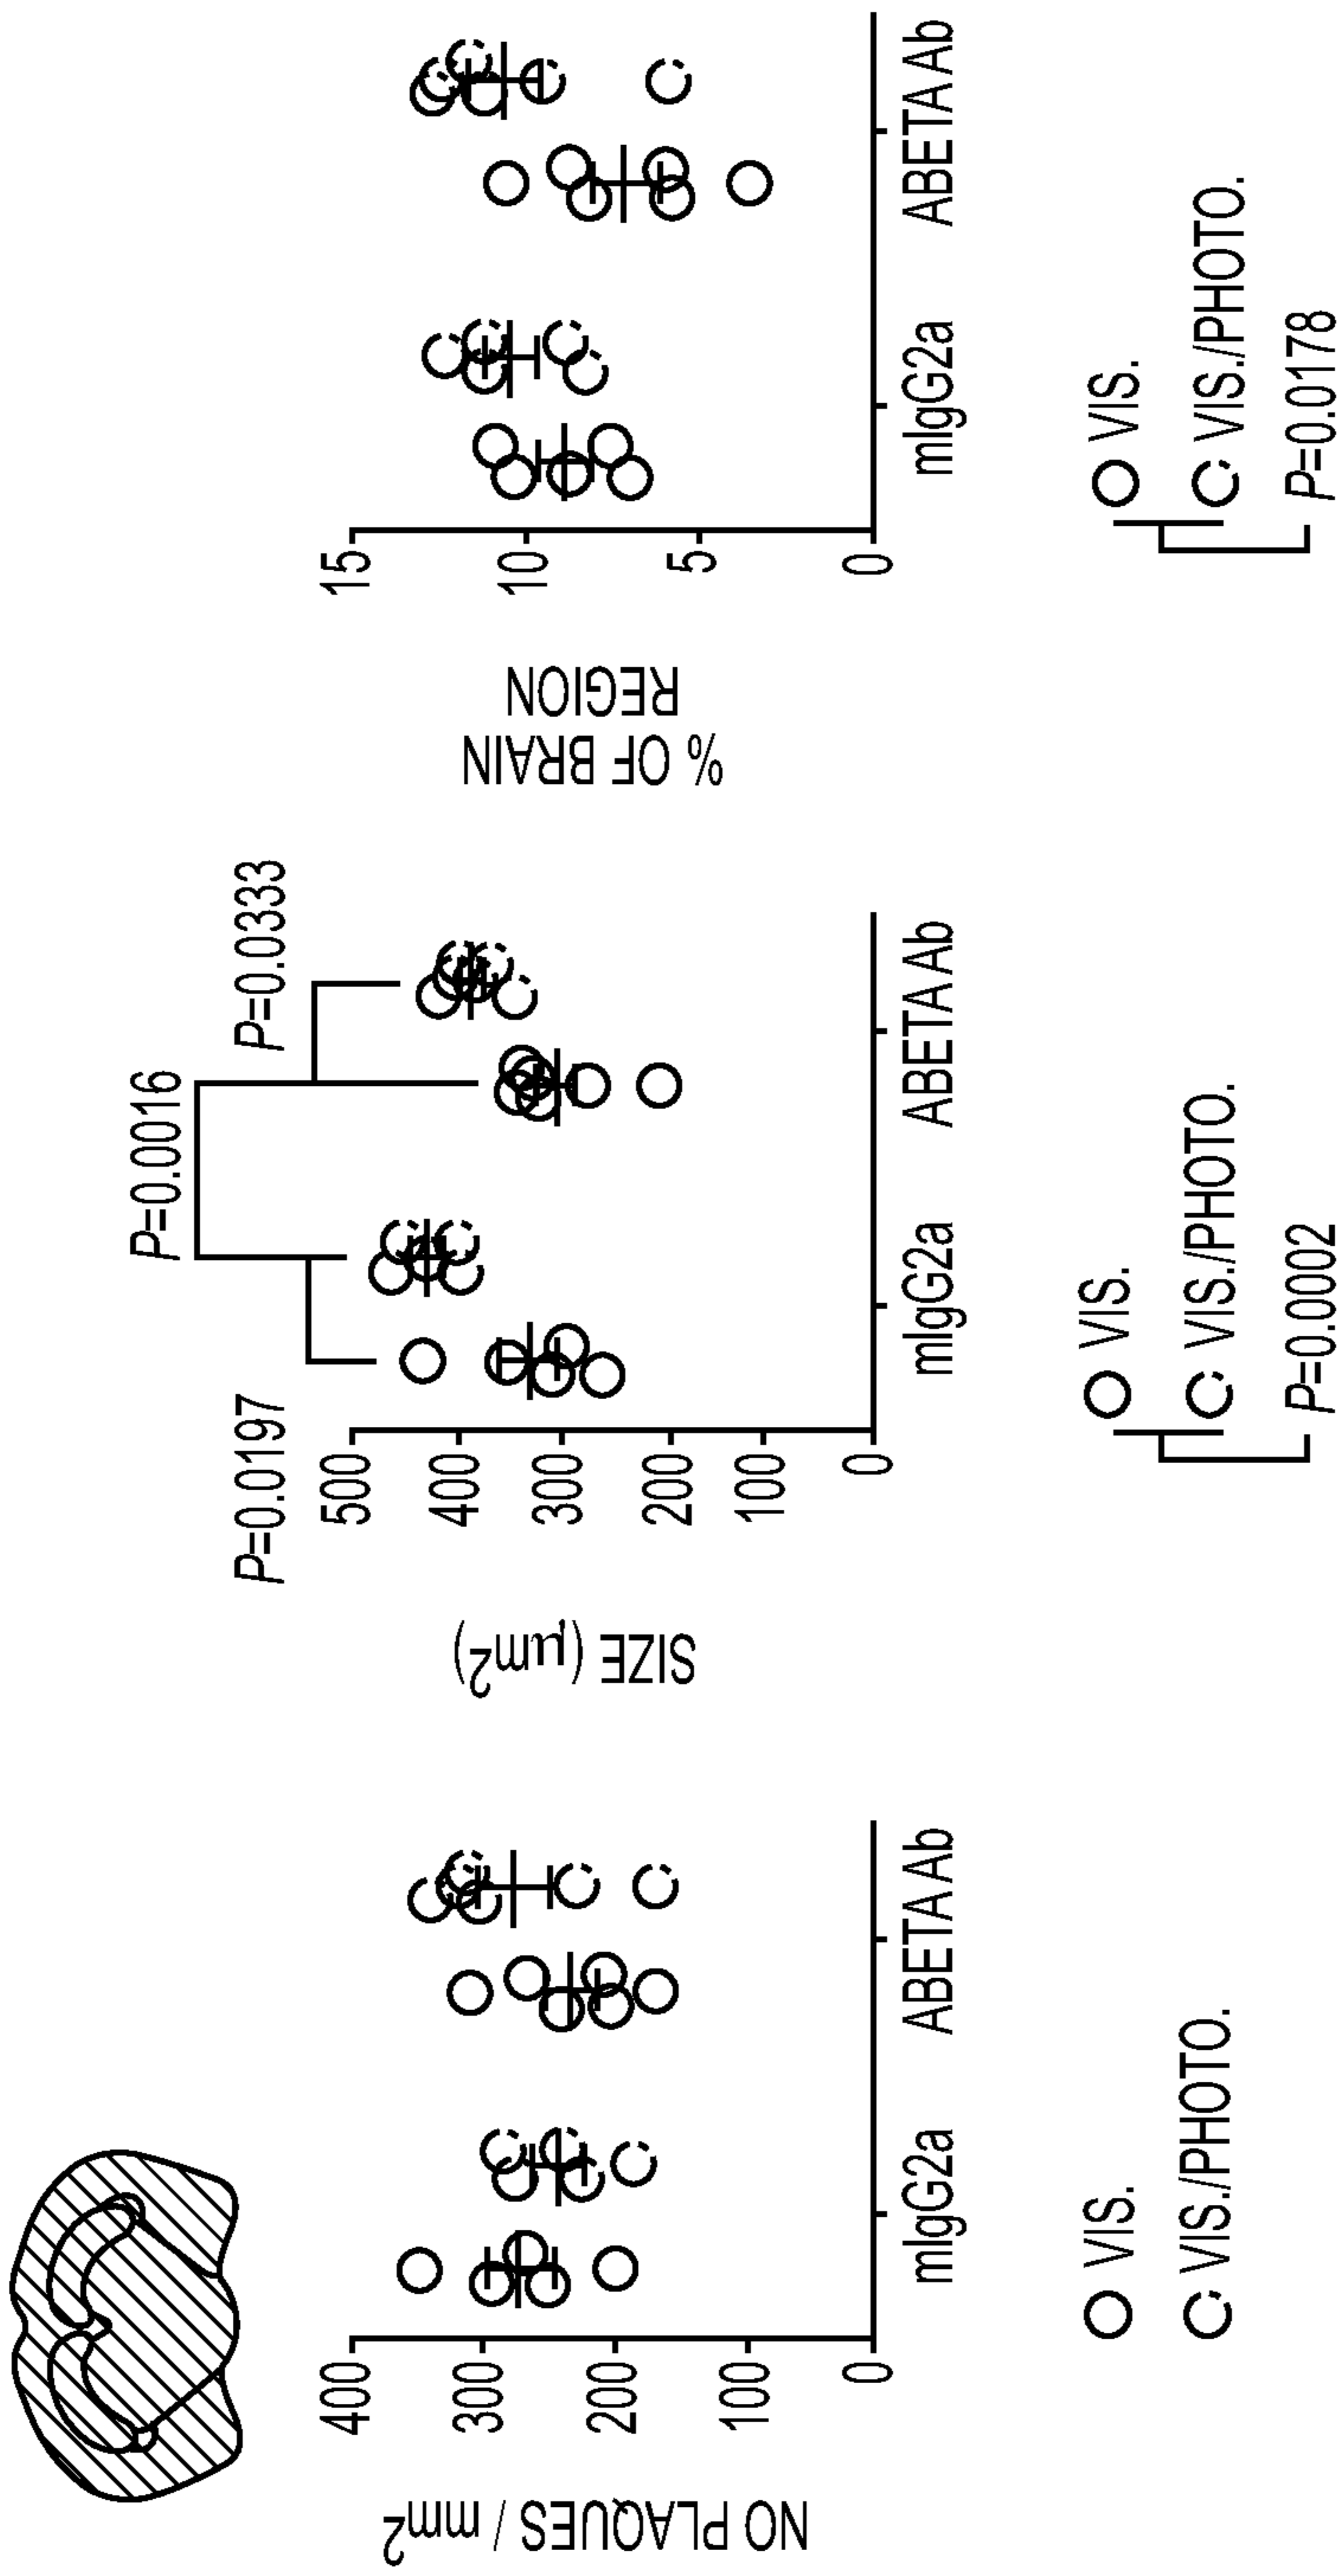 NO PLAQUES / mm2
400
300
200
100
0
mIgG2a
ABETA Ab
VIS.
VIS./PHOTO.
SIZE (μm2)
P=0.0197
P=0.0016
P=0.0333
500
400
300
200
100
0
mIgG2a
ABETA Ab
VIS.
VIS./PHOTO.
P=0.0002
% OF BRAIN
REGION
15
10
5
0
mIgG2a
ABETA Ab
VIS.
VIS./PHOTO.
P=0.0178